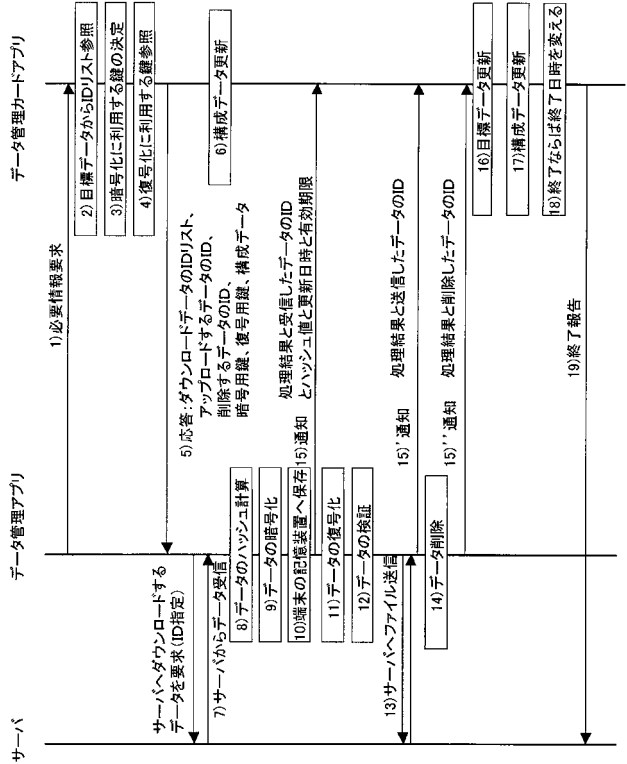 サーバ
データ管理アプリ
データ管理カードアプリ
1)必要情報要求
2)目標データからIDリスト参照
3)暗号化に利用する鍵の決定
4)復号化に利用する鍵参照
5)応答:ダウンロードデータのIDリスト、
アップロードするデータのID、
削除するデータのID、
暗号用鍵、復号用鍵、構成データ
6)構成データ更新
サーバへダウンロードする
データを要求(ID指定)
7)サーバからデータ受信
8)データのハッシュ計算
9)データの暗号化
10)端末の記憶装置へ保存
15)通知
処理結果と受信したデータのID
とハッシュ値と更新日時と有効期限
11)データの復号化
12)データの検証
13)サーバへファイル送信
15)'通知 処理結果と送信したデータのID
14)データ削除
15)''通知 処理結果と削除したデータのID
16)目標データ更新
17)構成データ更新
18)終了ならば終了日時を変える
19)終了報告